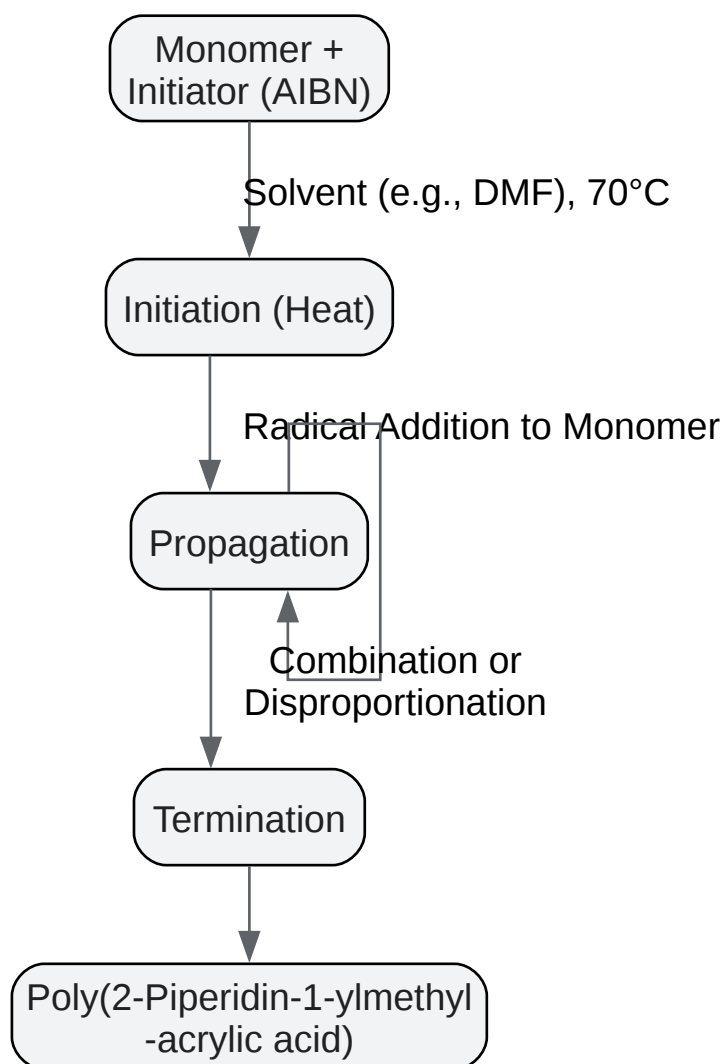 Monomer +
Initiator (AIBN)
Solvent (e.g., DMF), 70°C
Initiation (Heat)
Radical Addition to Monomer
Propagation
Combination or
Disproportionation
Termination
Poly(2-Piperidin-1-ylmethyl
-acrylic acid)